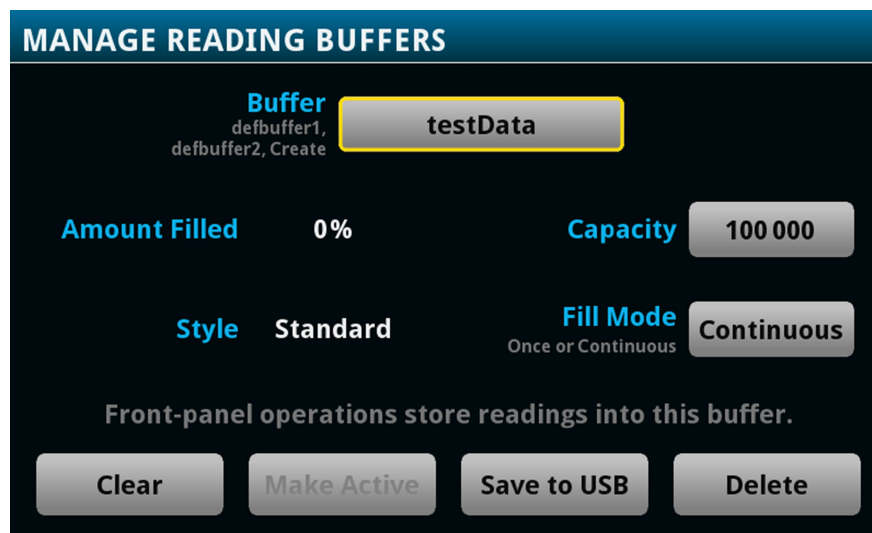 MANAGE READING BUFFERS
Buffer
defbuffer1,
defbuffer2, Create
testData
Amount Filled
0%
Capacity
100 000
Style
Standard
Fill Mode
Once or Continuous
Continuous
Front-panel operations store readings into this buffer.
Clear
Make Active
Save to USB
Delete